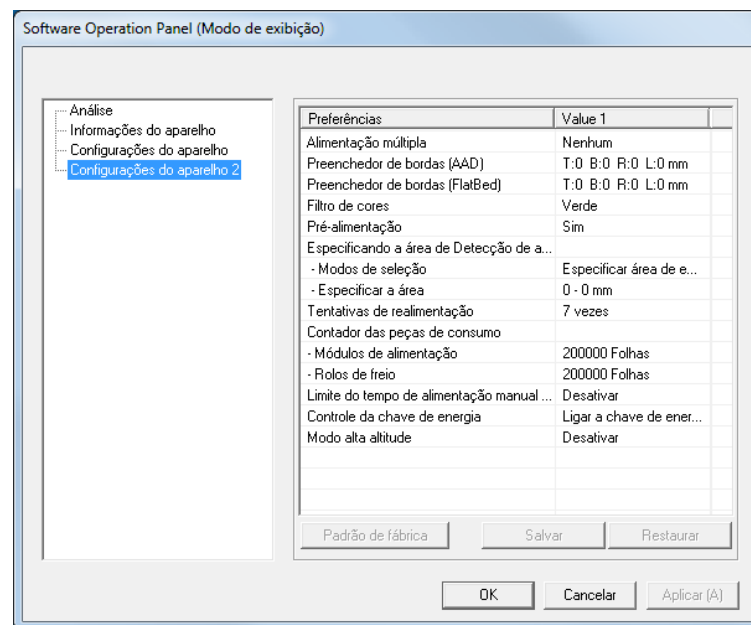 Software Operation Panel (Modo de exibição)
Análise
Informações do aparelho
Configurações do aparelho
Configurações do aparelho 2
Preferências Value 1
Alimentação múltipla Nenhum
Preenchedor de bordas (AAD) T:0 B:0 R:0 L:0 mm
Preenchedor de bordas (FlatBed) T:0 B:0 R:0 L:0 mm
Filtro de cores Verde
Pré-alimentação Sim
Especificando a área de Detecção de a...
- Modos de seleção Especificar área de e...
- Especificar a área 0 - 0 mm
Tentativas de realimentação 7 vezes
Contador das peças de consumo
- Módulos de alimentação 200000 Folhas
- Rolos de freio 200000 Folhas
Limite do tempo de alimentação manual ... Desativar
Controle da chave de energia Ligar a chave de ener...
Modo alta altitude Desativar
Padrão de fábrica Salvar Restaurar
OK Cancelar Aplicar (A)